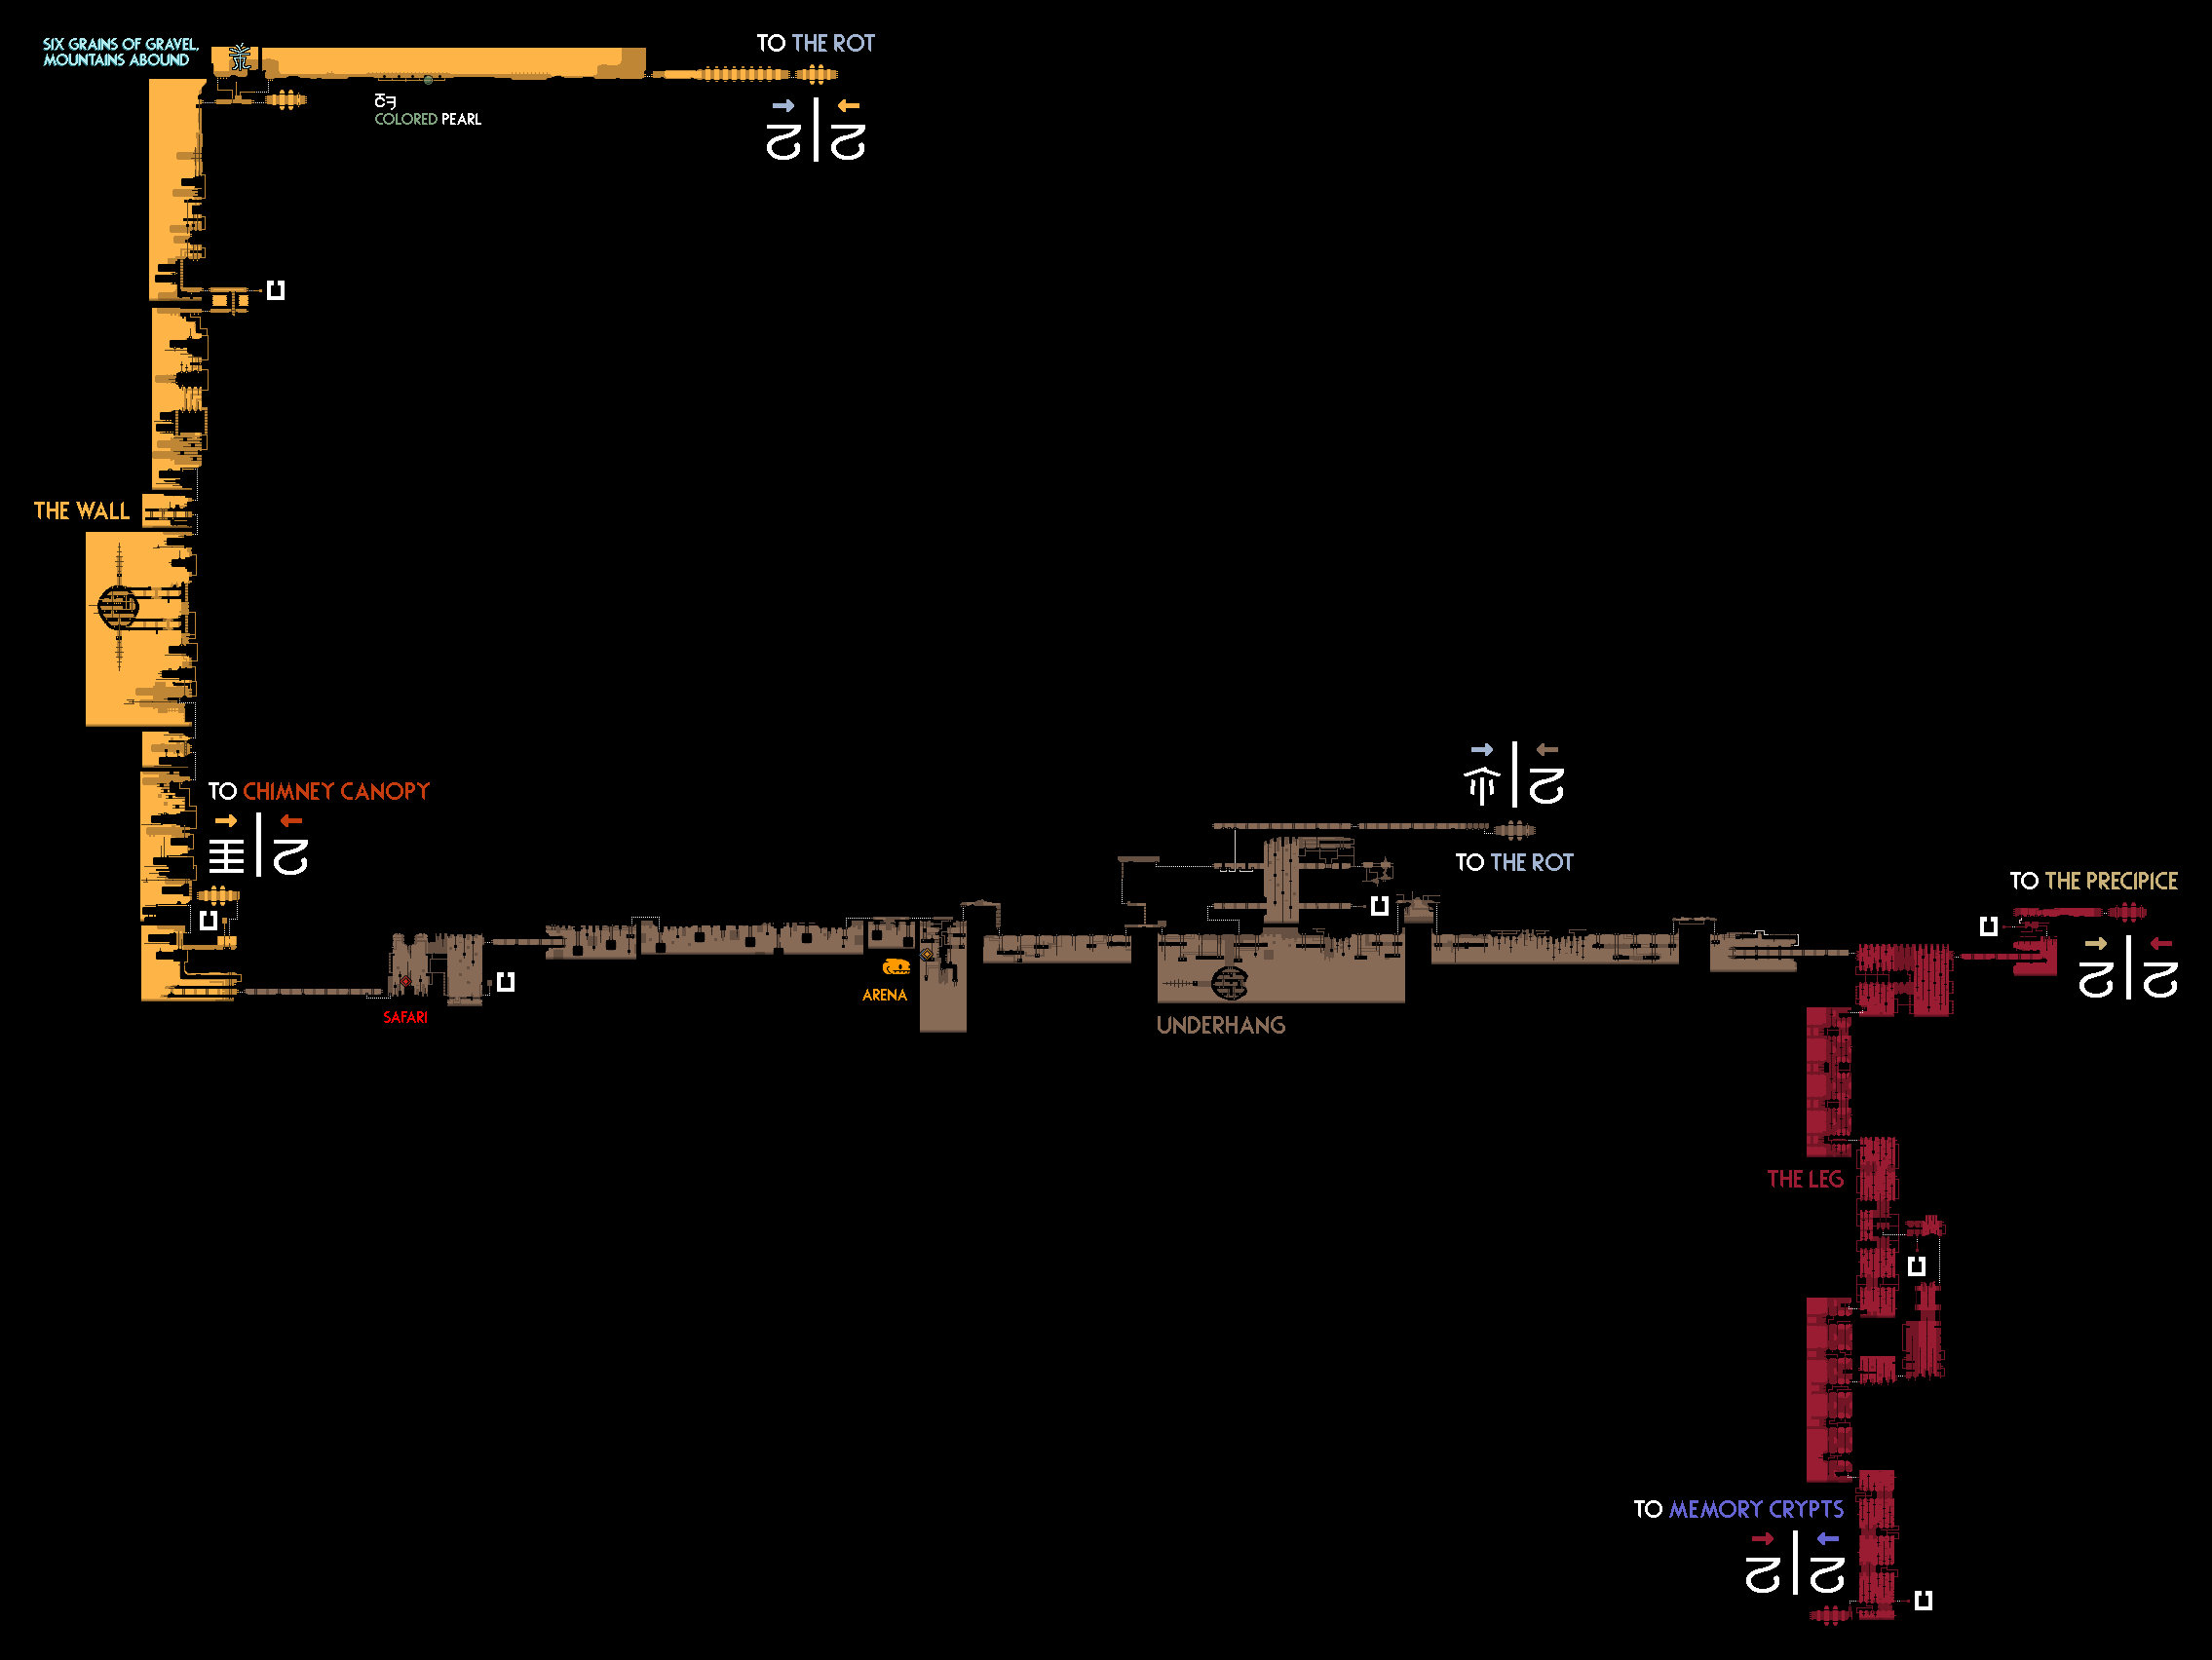 SIX GRAINS OF GRAVEL,
MOUNTAINS ABOUND
TO THE ROT
COLORED PEARL
THE WALL
TO CHIMNEY CANOPY
TO THE ROT
TO THE PRECIPICE
SAFARI
ARENA
UNDERHANG
THE LEG
TO MEMORY CRYPTS